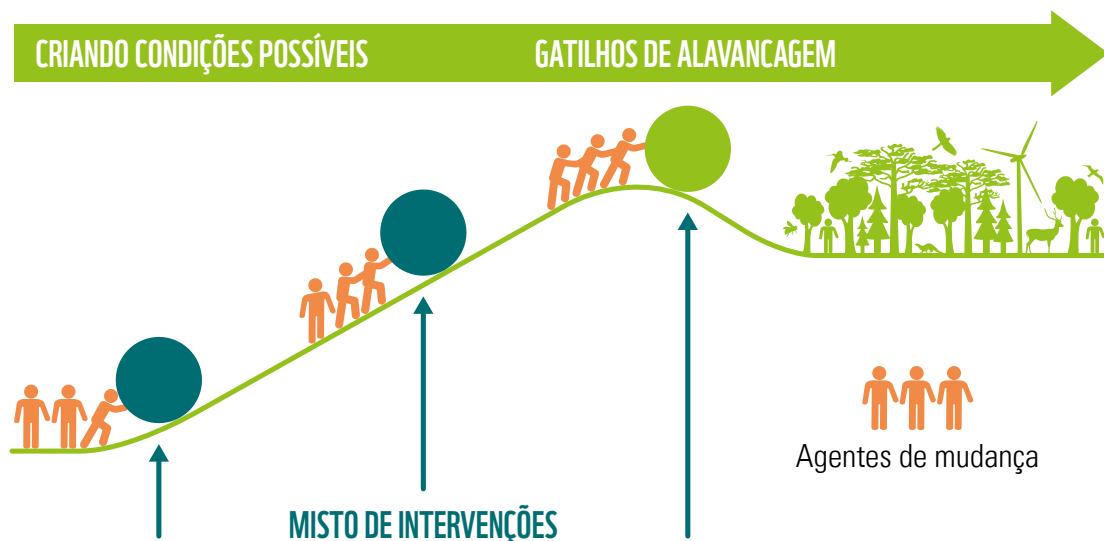 CRIANDO CONDIÇÕES POSSÍVEIS
GATILHOS DE ALAVANCAGEM
Agentes de mudança
MISTO DE INTERVENÇÕES